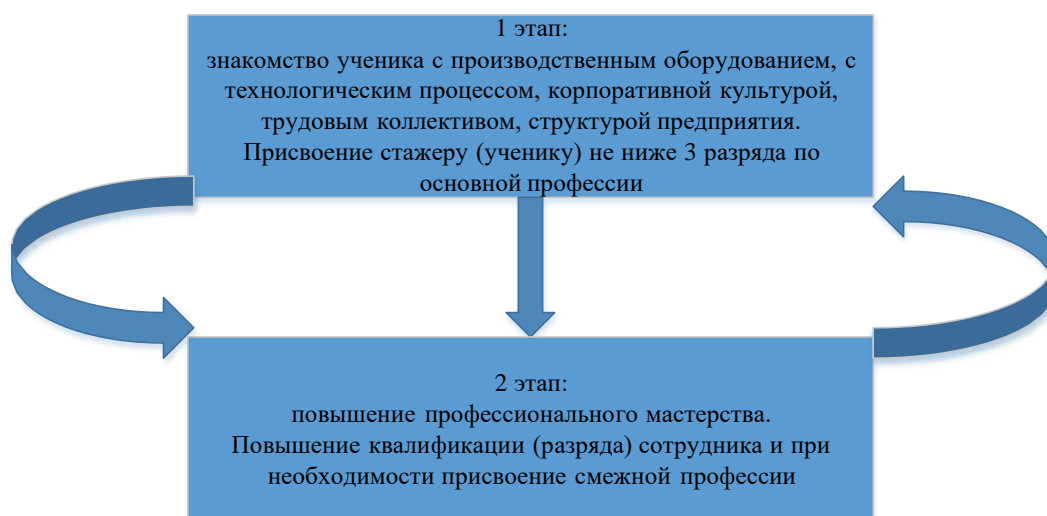 1 этап:
знакомство ученика с производственным оборудованием, с
технологическим процессом, корпоративной культурой,
трудовым коллективом, структурой предприятия.
Присвоение стажеру (ученику) не ниже 3 разряда по
основной профессии
2 этап:
повышение профессионального мастерства.
Повышение квалификации (разряда) сотрудника и при
необходимости присвоение смежной профессии